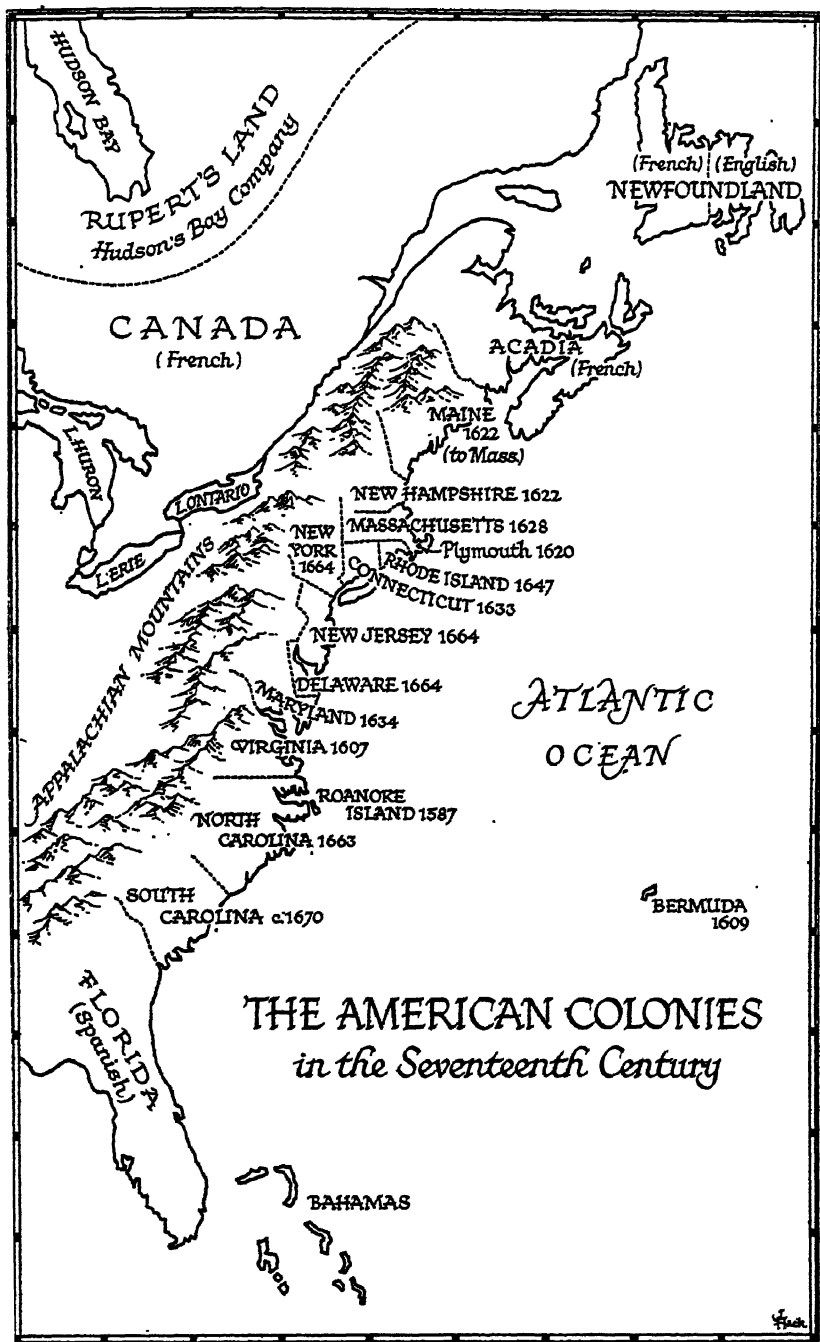 HUDSON BAY
RUPERT'S LAND
Hudson's Bay Company
(French) (English)
NEWFOUNDLAND
CANADA
(French)
ACADIA
(French)
MAINE
1622
(to Mass.)
L.HURON
L.ONTARIO
L.ERIE
NEW HAMPSHIRE 1622
MASSACHUSETTS 1628
Plymouth 1620
NEW
YORK
1664
RHODE ISLAND 1647
CONNECTICUT 1633
NEW JERSEY 1664
DELAWARE 1664
MARYLAND 1634
APPALACHIAN MOUNTAINS
VIRGINIA 1607
ATLANTIC
OCEAN
ROANOKE
ISLAND 1587
NORTH
CAROLINA 1663
SOUTH
CAROLINA c.1670
BERMUDA
1609
FLORIDA
(Spanish)
THE AMERICAN COLONIES
in the Seventeenth Century
BAHAMAS